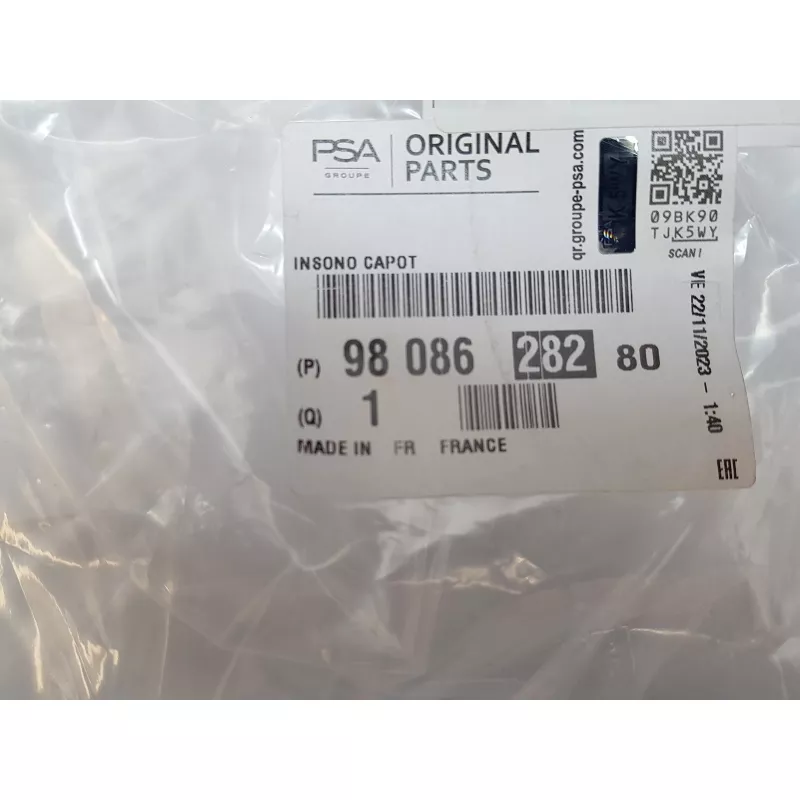 PSA
GROUPE
ORIGINAL
PARTS
qr.groupe-psa.com
09BK90
TJK5WY
SCAN !
INSONO CAPOT
(P) 98 086 282 80
(Q) 1
MADE IN FR FRANCE
VIE 22/11/2023 - 1:40
EAC